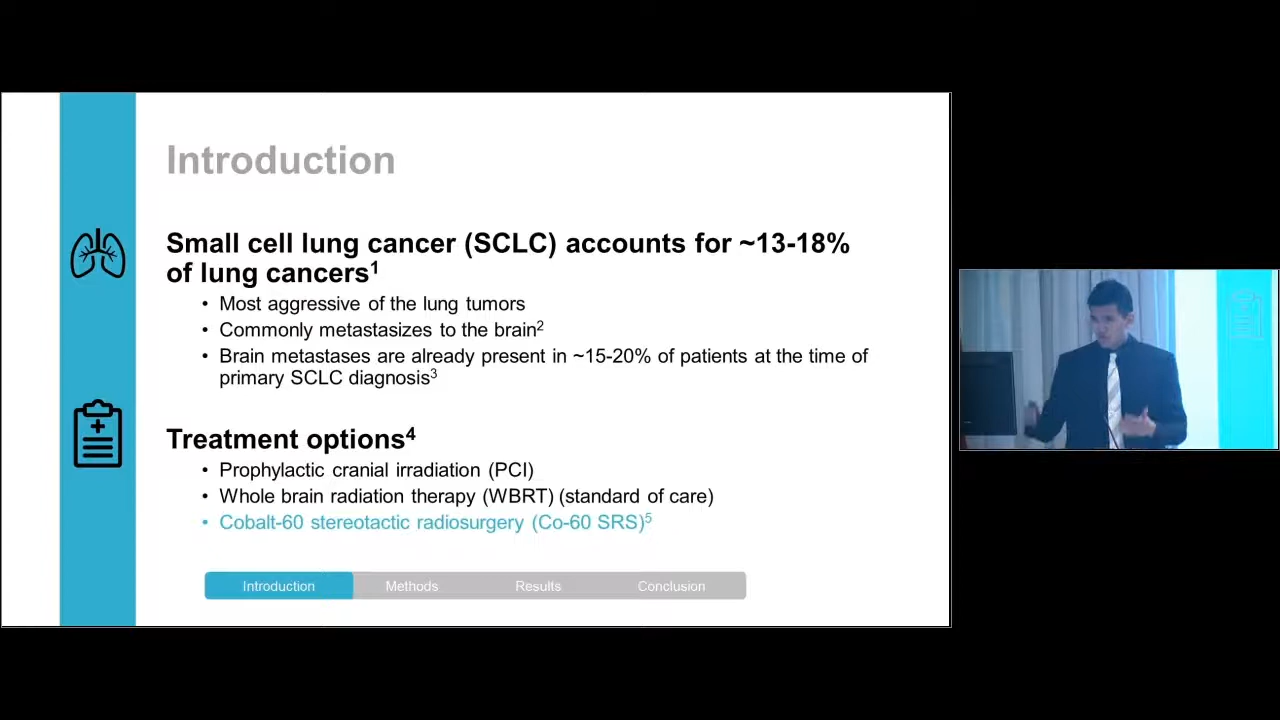 Introduction
Small cell lung cancer (SCLC) accounts for ~13-18%
of lung cancers1
• Most aggressive of the lung tumors
• Commonly metastasizes to the brain2
• Brain metastases are already present in ~15-20% of patients at the time of
primary SCLC diagnosis3
Treatment options4
• Prophylactic cranial irradiation (PCI)
• Whole brain radiation therapy (WBRT) (standard of care)
• Cobalt-60 stereotactic radiosurgery (Co-60 SRS)5
Introduction Methods Results Conclusion